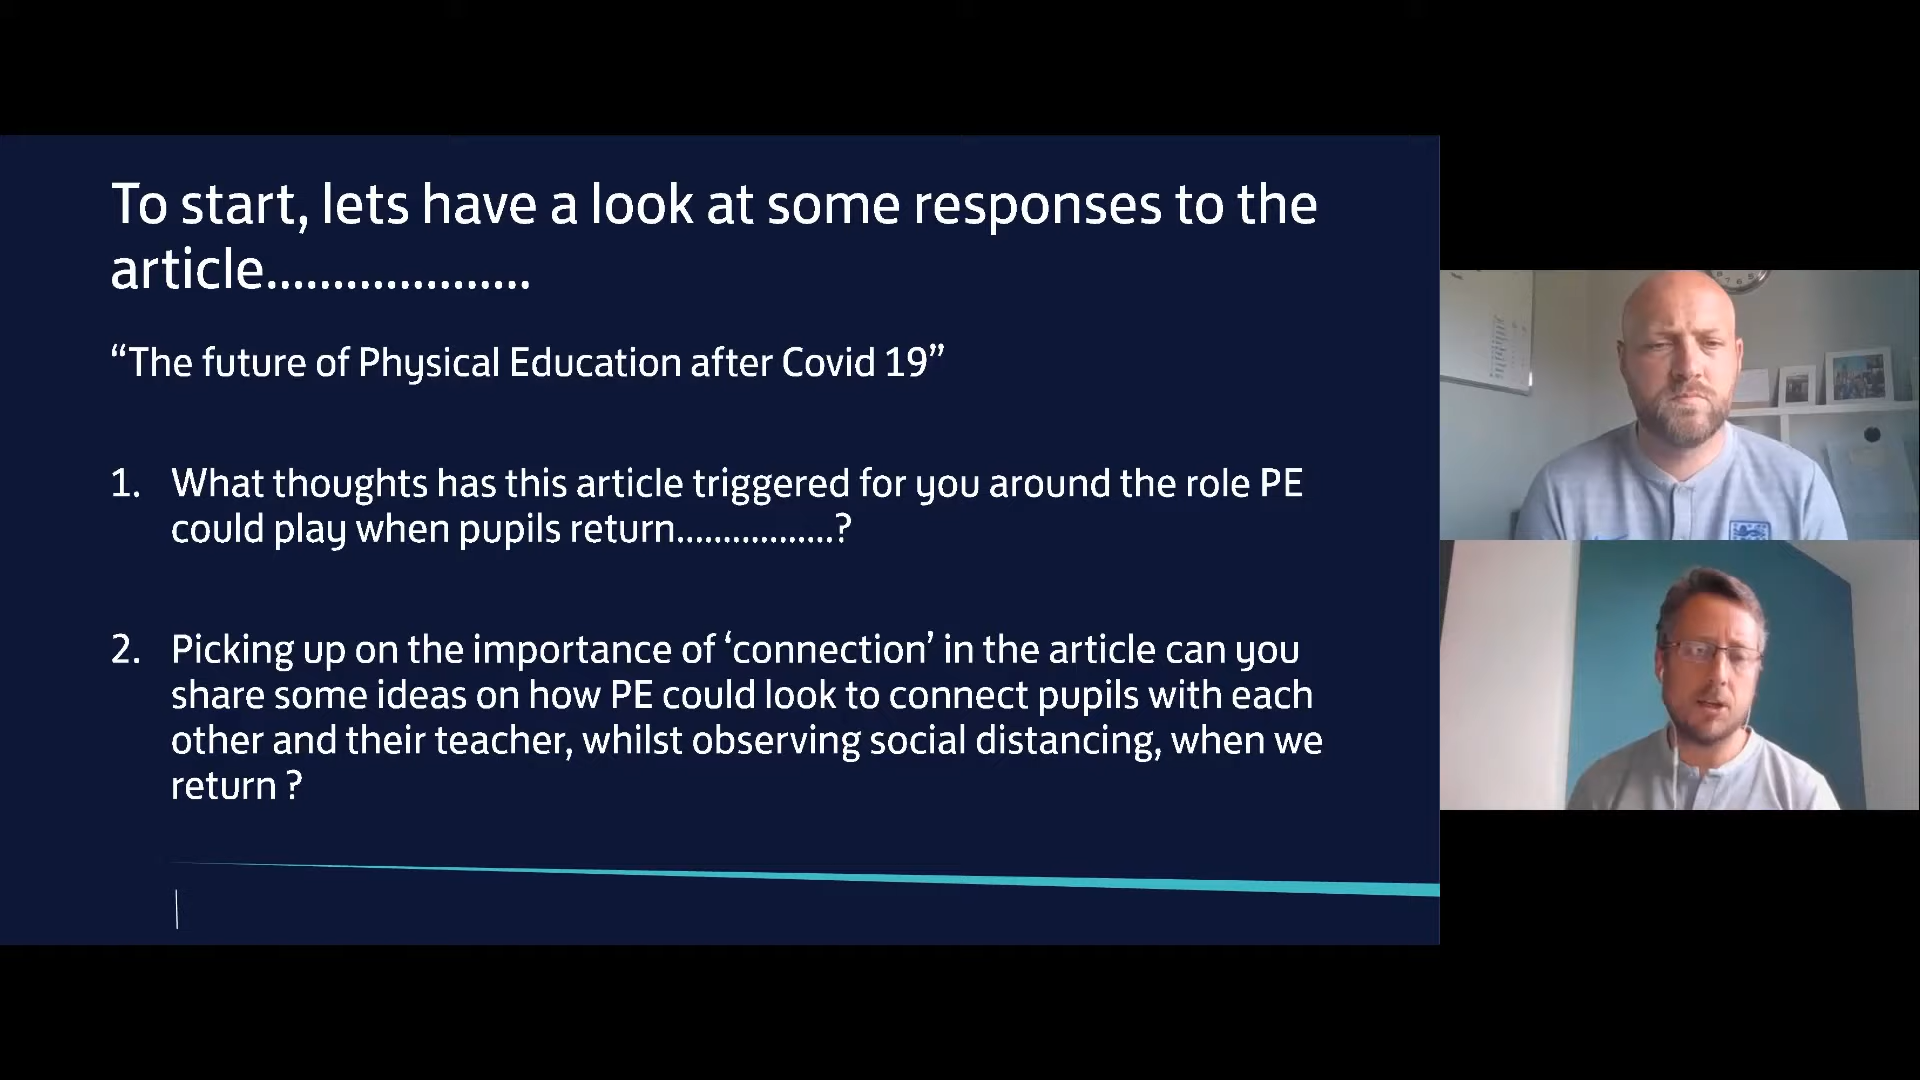 To start, lets have a look at some responses to the
article....................
“The future of Physical Education after Covid 19”
1. What thoughts has this article triggered for you around the role PE
could play when pupils return.................?
2. Picking up on the importance of ‘connection’ in the article can you
share some ideas on how PE could look to connect pupils with each
other and their teacher, whilst observing social distancing, when we
return ?